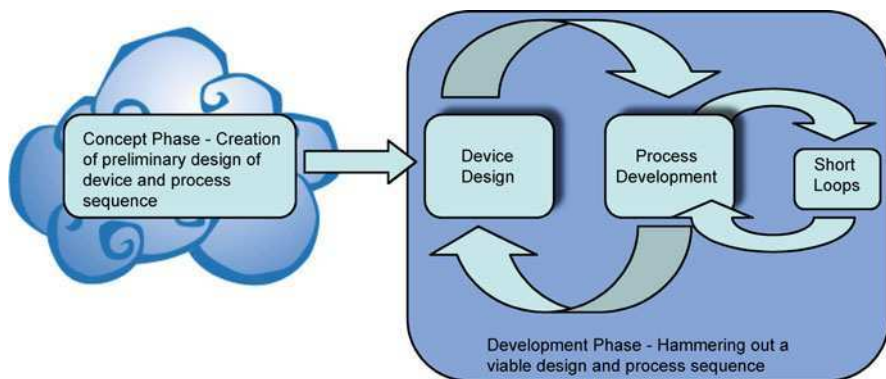 Concept Phase - Creation
of preliminary design of
device and process
sequence
Device
Design
Process
Development
Short
Loops
Development Phase - Hammering out a
viable design and process sequence